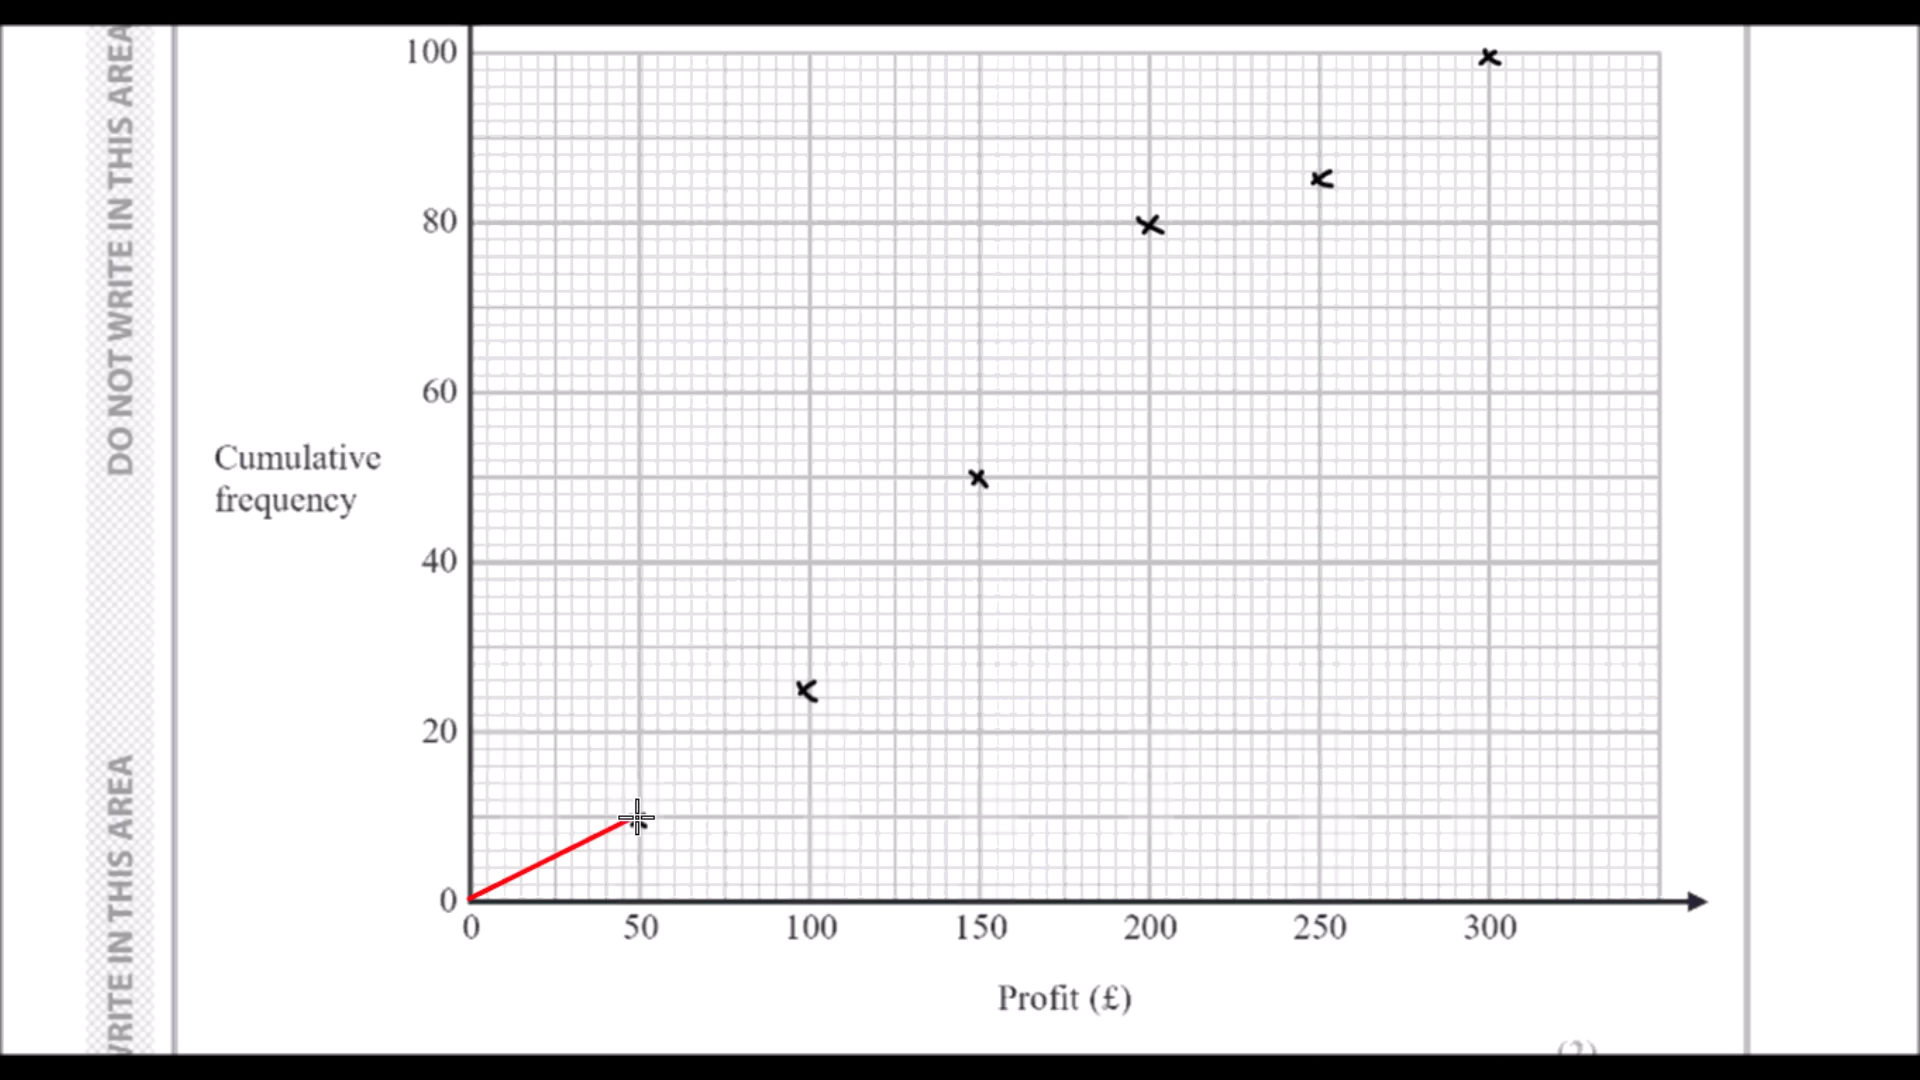 DO NOT WRITE IN THIS AREA
WRITE IN THIS AREA
100
80
60
Cumulative
frequency
40
20
0
0 50 100 150 200 250 300
Profit (£)